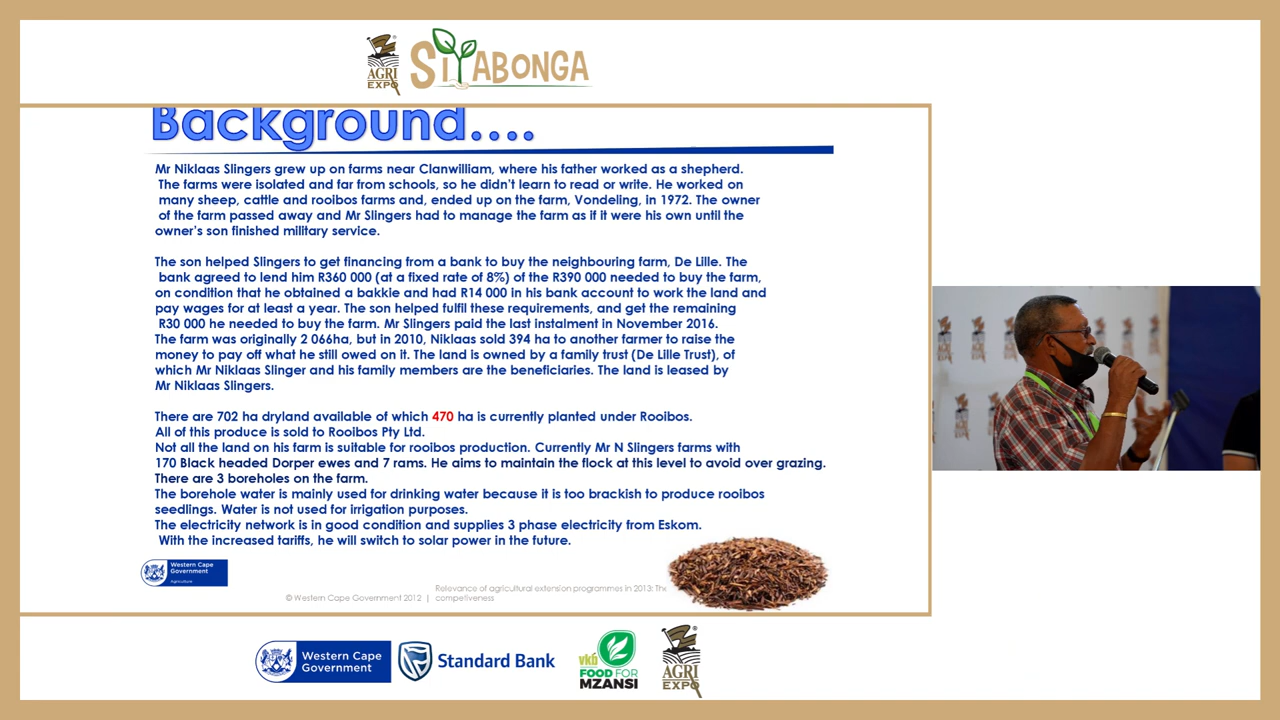 AGRI
EXPO
SIYABONGA
Background....
Mr Niklaas Slingers grew up on farms near Clanwilliam, where his father worked as a shepherd.
The farms were isolated and far from schools, so he didn't learn to read or write. He worked on
many sheep, cattle and rooibos farms and, ended up on the farm, Vondeling, in 1972. The owner
of the farm passed away and Mr Slingers had to manage the farm as if it were his own until the
owner's son finished military service.
The son helped Slingers to get financing from a bank to buy the neighbouring farm, De Lille. The
bank agreed to lend him R360 000 (at a fixed rate of 8%) of the R390 000 needed to buy the farm,
on condition that he obtained a bakkie and had R14 000 in his bank account to work the land and
pay wages for at least a year. The son helped fulfil these requirements, and get the remaining
R30 000 he needed to buy the farm. Mr Slingers paid the last instalment in November 2016.
The farm was originally 2 066ha, but in 2010, Niklaas sold 394 ha to another farmer to raise the
money to pay off what he still owed on it. The land is owned by a family trust (De Lille Trust), of
which Mr Niklaas Slinger and his family members are the beneficiaries. The land is leased by
Mr Niklaas Slingers.
There are 702 ha dryland available of which 470 ha is currently planted under Rooibos.
All of this produce is sold to Rooibos Pty Ltd.
Not all the land on his farm is suitable for rooibos production. Currently Mr N Slingers farms with
170 Black headed Dorper ewes and 7 rams. He aims to maintain the flock at this level to avoid over grazing.
There are 3 boreholes on the farm.
The borehole water is mainly used for drinking water because it is too brackish to produce rooibos
seedlings. Water is not used for irrigation purposes.
The electricity network is in good condition and supplies 3 phase electricity from Eskom.
With the increased tariffs, he will switch to solar power in the future.
Western Cape
Government
Agriculture
Relevance of agricultural extension programmes in 2013: The
© Western Cape Government 2012 | competiveness
Western Cape
Government
Standard Bank
vkb
FOOD FOR
MZANSI
AGRI
EXPO